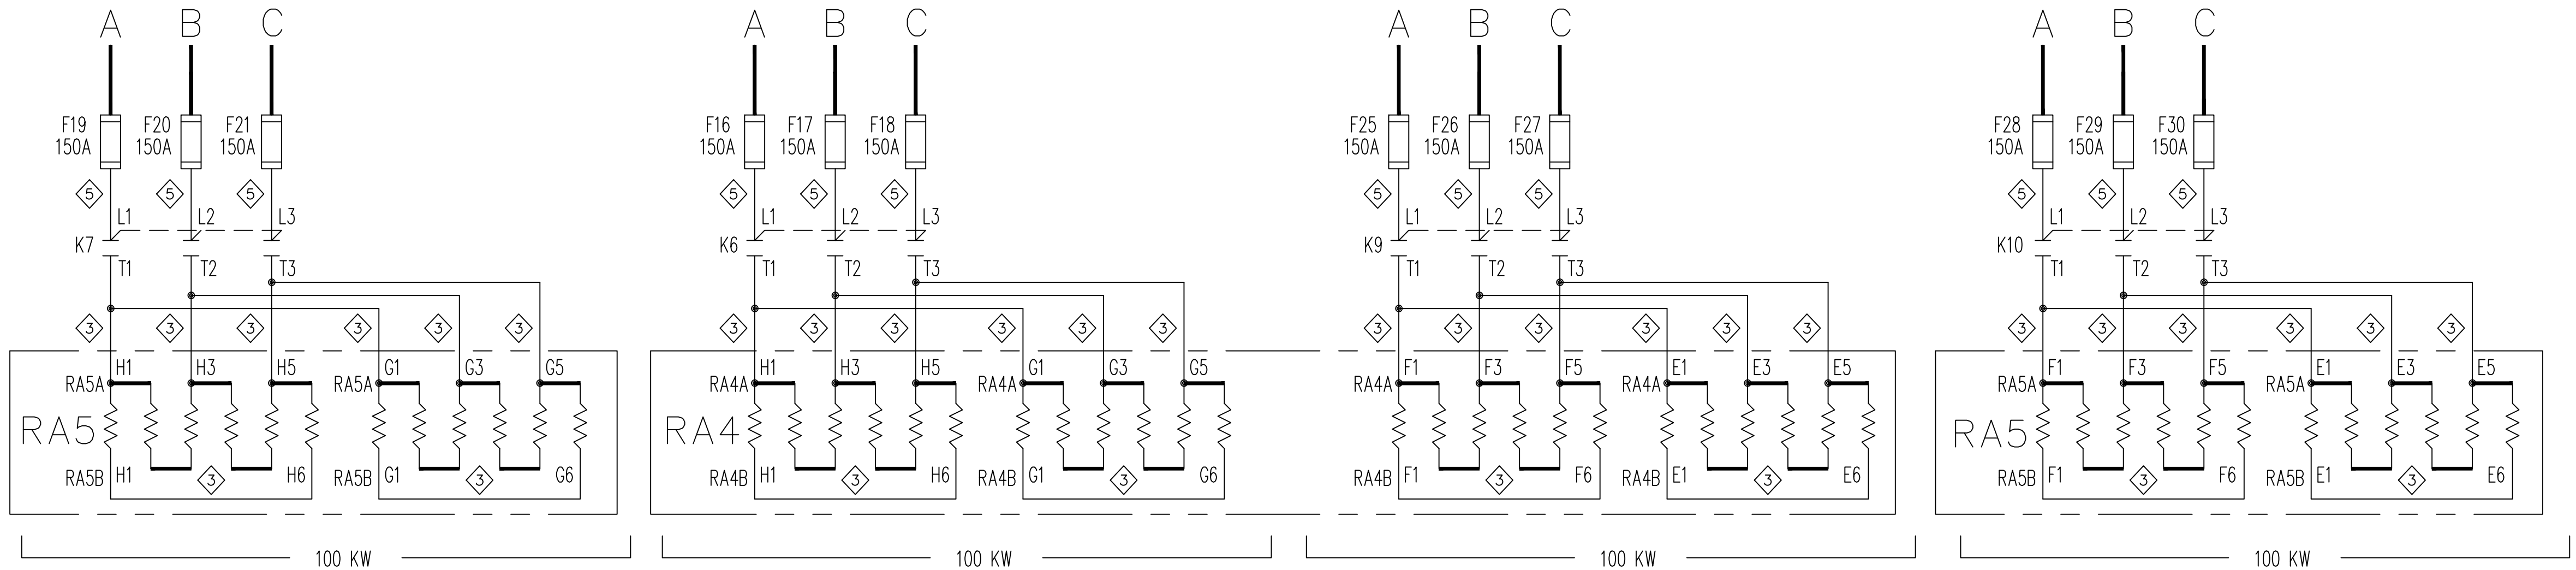 A B C A B C A B C A B C
F19 F20 F21 F16 F17 F18 F25 F26 F27 F28 F29 F30
150A 150A 150A 150A 150A 150A 150A 150A 150A 150A 150A 150A
5 5 5 5 5 5 5 5 5 5 5 5
L1 L2 L3 L1 L2 L3 L1 L2 L3 L1 L2 L3
K7 K6 K9 K10
T1 T2 T3 T1 T2 T3 T1 T2 T3 T1 T2 T3
3 3 3 3 3 3 3 3 3 3 3 3 3 3 3 3 3 3 3 3 3 3 3 3
H1 H3 H5 G1 G3 G5 H1 H3 H5 G1 G3 G5 F1 F3 F5 E1 E3 E5 F1 F3 F5 E1 E3 E5
RA5A RA5A RA4A RA4A RA4A RA4A RA5A RA5A
RA5 RA4 RA5
RA5B H1 3 H6 RA5B G1 3 G6 RA4B H1 3 H6 RA4B G1 3 G6 RA4B F1 3 F6 RA4B E1 3 E6 RA5B F1 3 F6 RA5B E1 3 E6
100 KW 100 KW 100 KW 100 KW